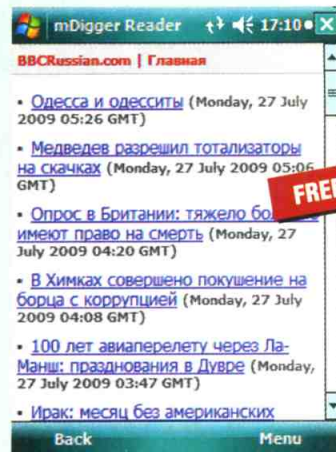 mDigger Reader 17:10
BBCRussian.com | Главная
• Одесса и одесситы (Monday, 27 July
2009 05:26 GMT)
• Медведев разрешил тотализаторы
на скачках (Monday, 27 July 2009 05:06
GMT)
FREE
• Опрос в Британии: тяжело
имеют право на смерть (Monday, 27
July 2009 04:20 GMT)
• В Химках совершено покушение на
борца с коррупцией (Monday, 27 July
2009 04:08 GMT)
• 100 лет авиаперелету через Ла-
Манш: празднования в Дувре (Monday,
27 July 2009 03:47 GMT)
• Ирак: месяц без американских
Back Menu